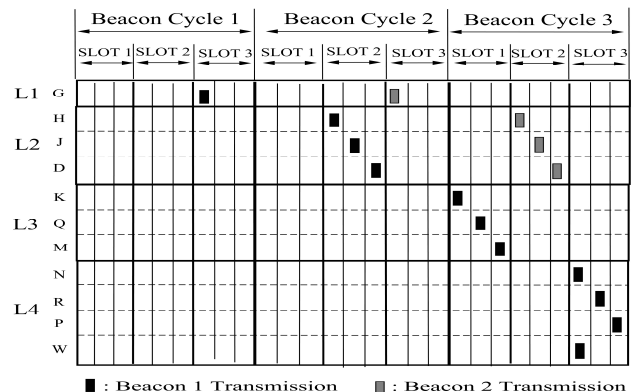 Beacon Cycle 1 Beacon Cycle 2 Beacon Cycle 3
SLOT 1 SLOT 2 SLOT 3 SLOT 1 SLOT 2 SLOT 3 SLOT 1 SLOT 2 SLOT 3
L1 G
H
L2 J
D
K
L3 Q
M
N
L4 R
P
W
: Beacon 1 Transmission : Beacon 2 Transmission